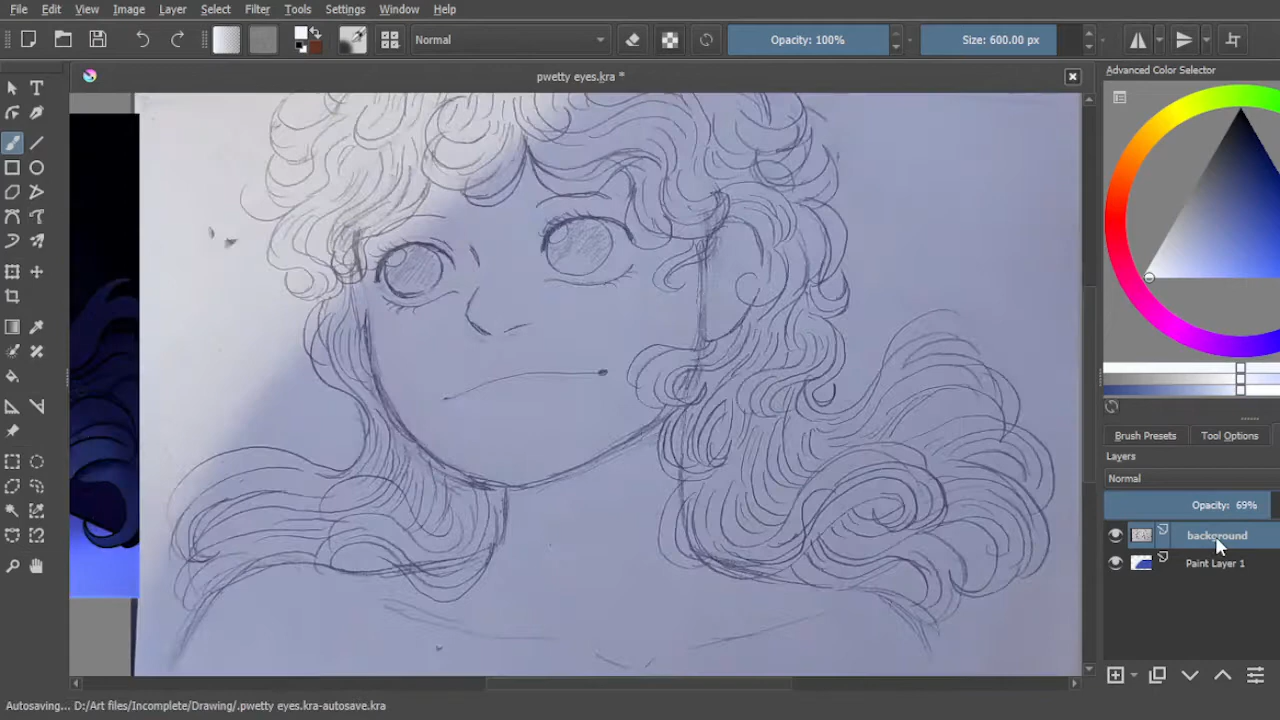 File Edit View Image Layer Select Filter Tools Settings Window Help
Normal Opacity: 100% Size: 600.00 px
pwetty eyes.kra *
Advanced Color Selector
Brush Presets Tool Options
Layers
Normal
Opacity: 69%
background
Paint Layer 1
Autosaving... D:/Art files/Incomplete/Drawing/.pwetty eyes.kra-autosave.kra